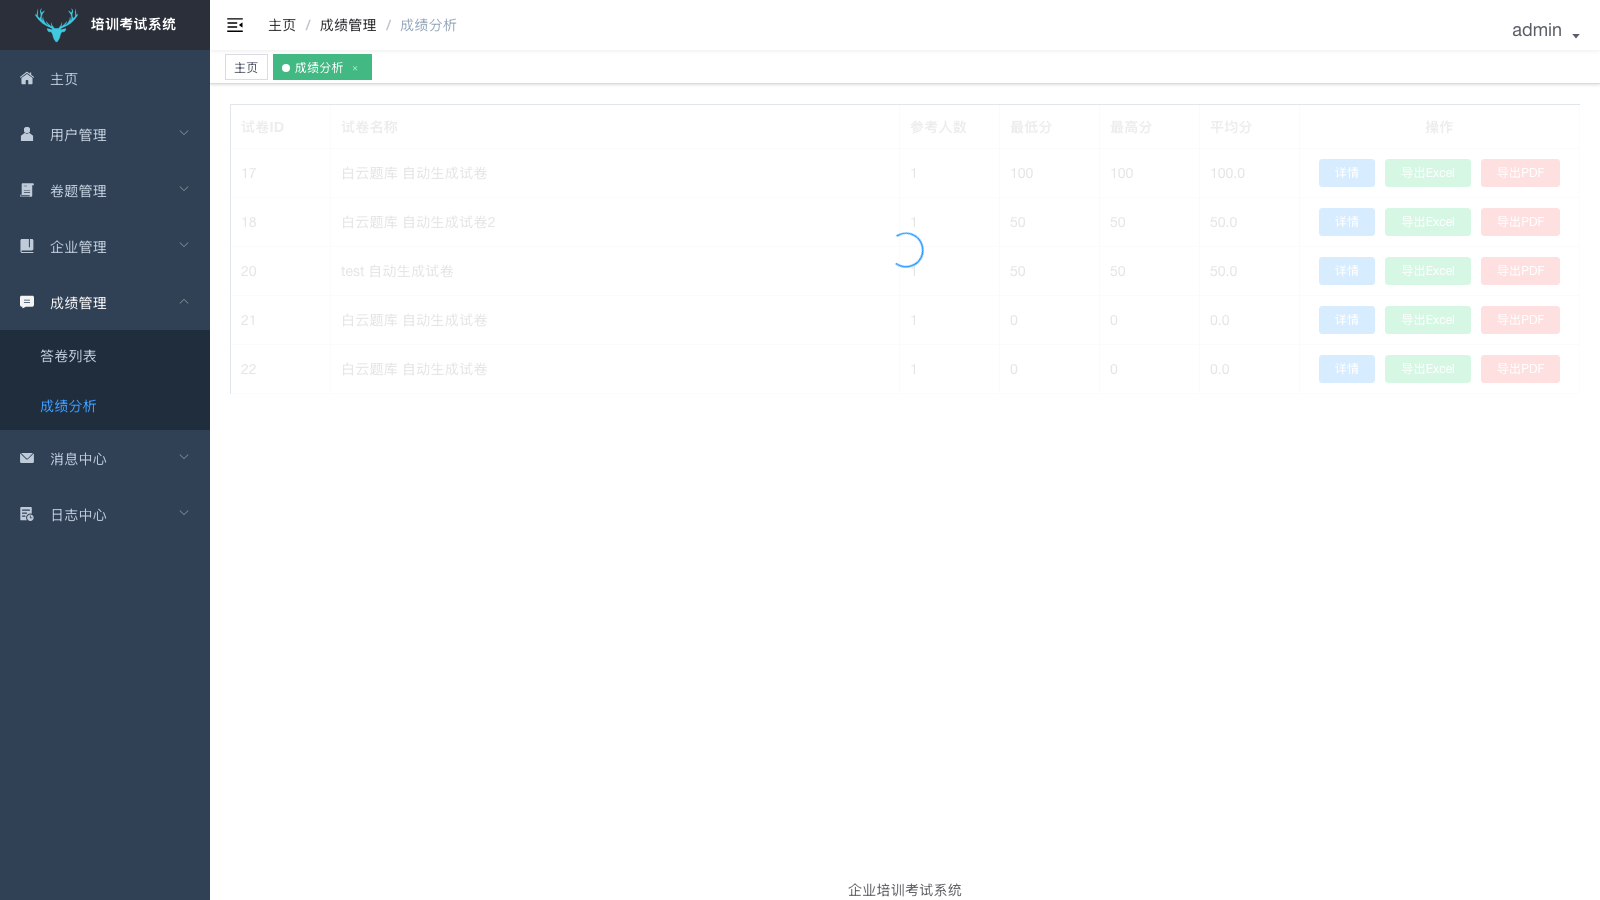 培训考试系统
主页 / 成绩管理 / 成绩分析
admin
主页
成绩分析 ×
主页
用户管理
卷题管理
企业管理
成绩管理
答卷列表
成绩分析
消息中心
日志中心
试卷ID 试卷名称 参考人数 最低分 最高分 平均分 操作
17 白云题库 自动生成试卷 1 100 100 100.0 详情 导出Excel 导出PDF
18 白云题库 自动生成试卷2 1 50 50 50.0 详情 导出Excel 导出PDF
20 test 自动生成试卷 1 50 50 50.0 详情 导出Excel 导出PDF
21 白云题库 自动生成试卷 1 0 0 0.0 详情 导出Excel 导出PDF
22 白云题库 自动生成试卷 1 0 0 0.0 详情 导出Excel 导出PDF
企业培训考试系统